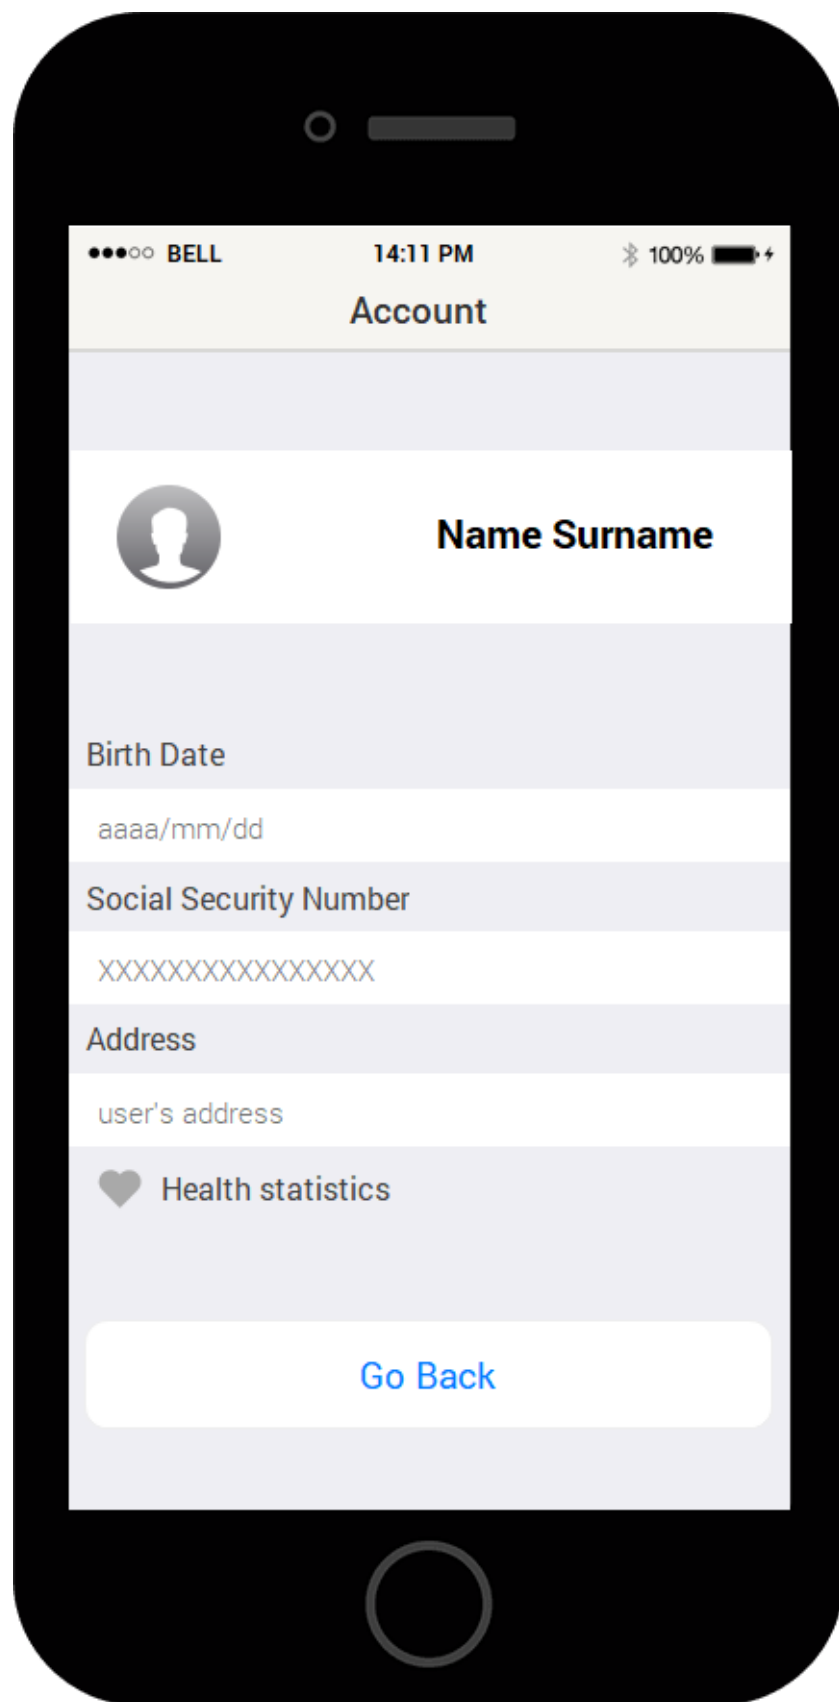 BELL 14:11 PM 100%
Account
Name Surname
Birth Date
aaaa/mm/dd
Social Security Number
XXXXXXXXXXXXXXXX
Address
user's address
Health statistics
Go Back